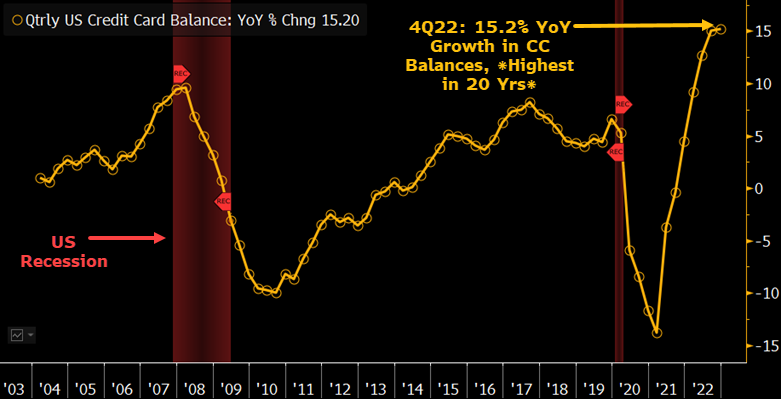 Qtrly US Credit Card Balance: YoY % Chng 15.20
4Q22: 15.2% YoY
Growth in CC
Balances, *Highest
in 20 Yrs*
15
10
5
0
-5
-10
-15
REC
REC
REC
REC
US
Recession
'03 '04 '05 '06 '07 '08 '09 '10 '11 '12 '13 '14 '15 '16 '17 '18 '19 '20 '21 '22